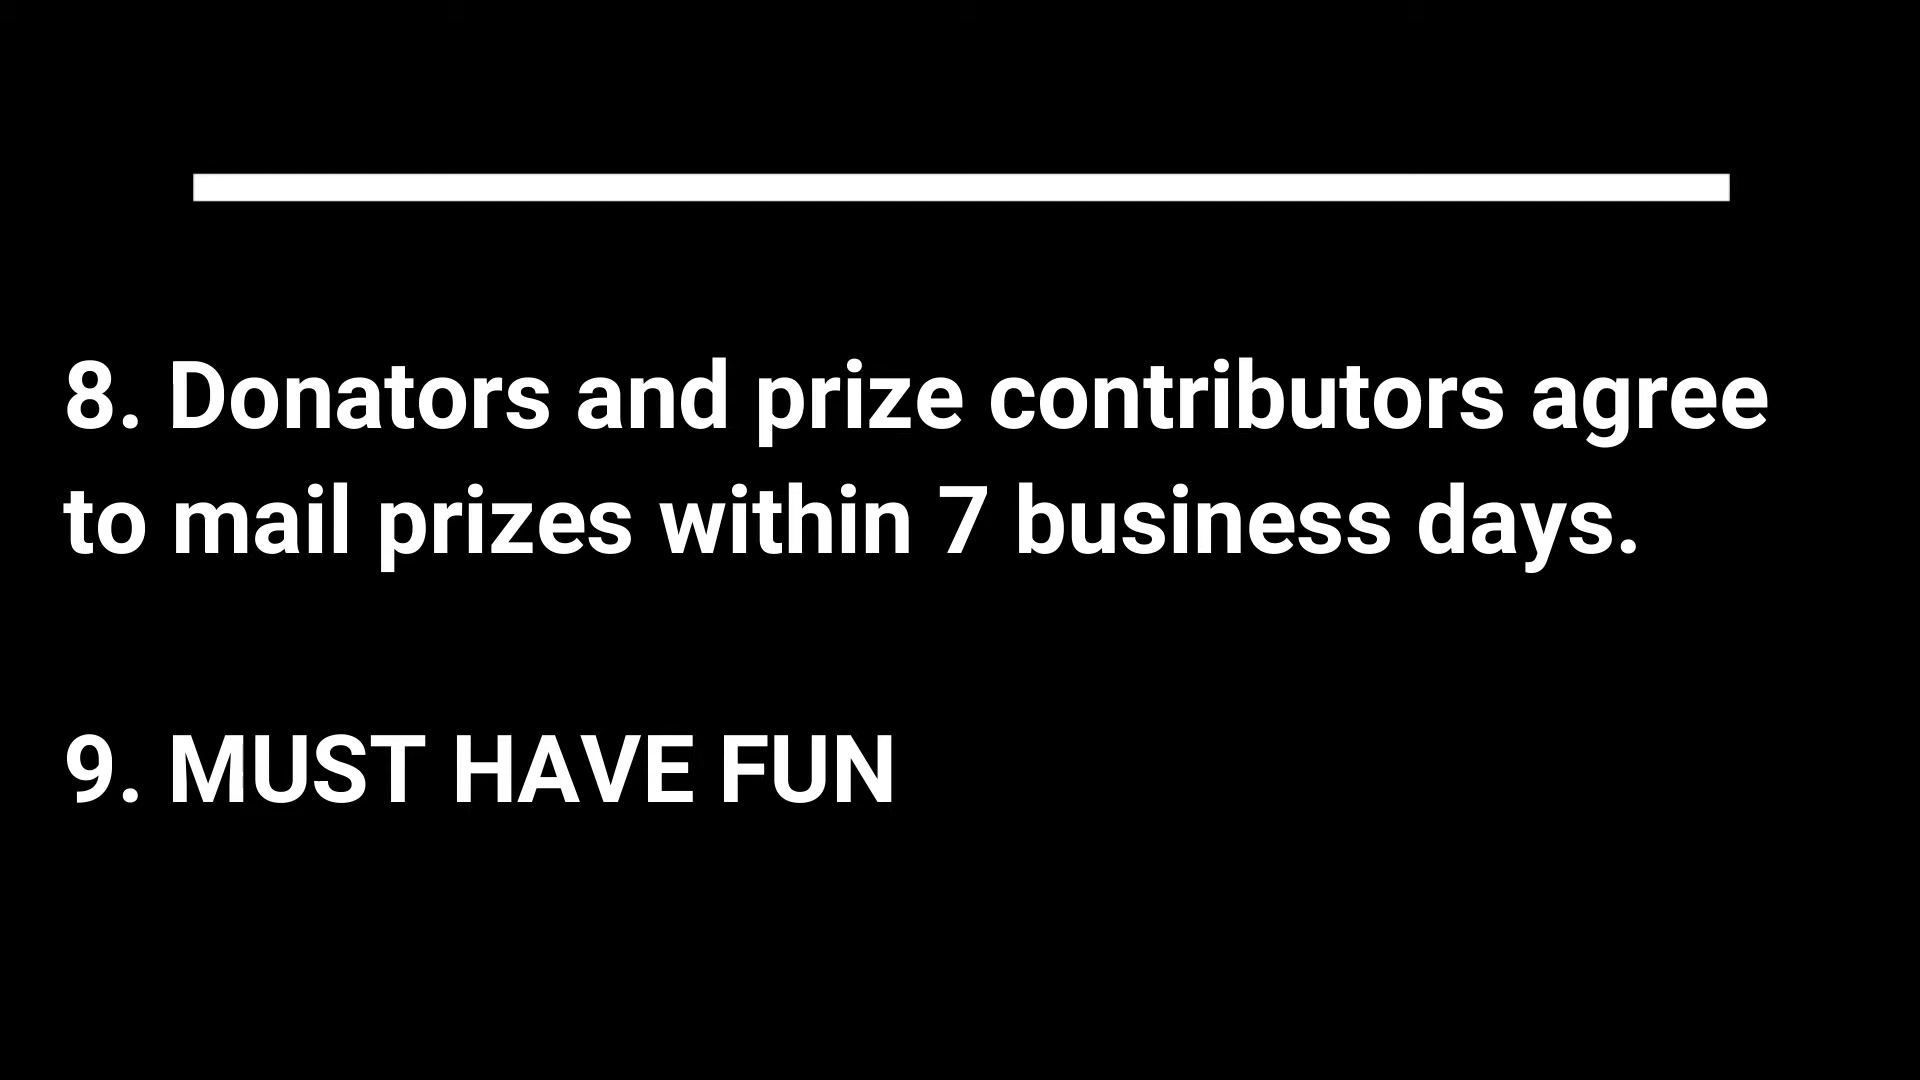 8. Donators and prize contributors agree
to mail prizes within 7 business days.
9. MUST HAVE FUN